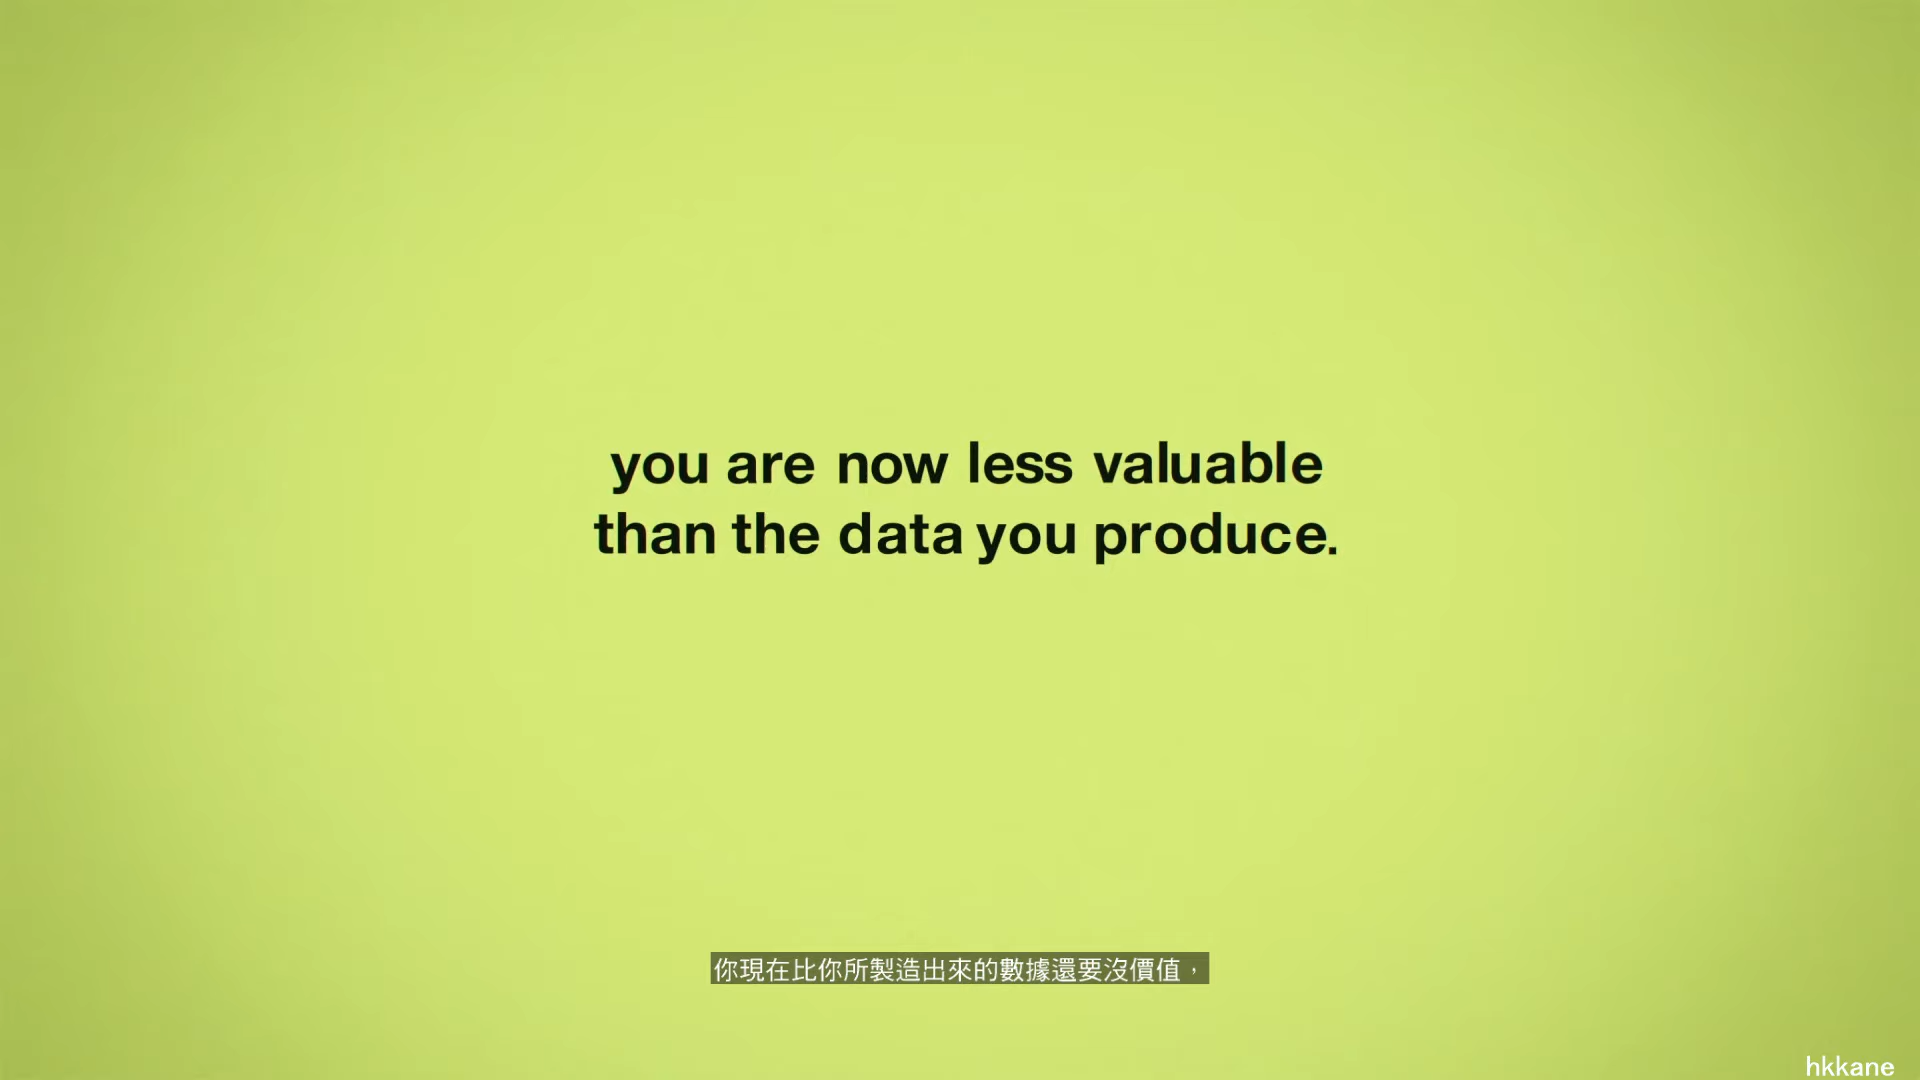 you are now less valuable
than the data you produce.
你現在比你所製造出來的數據還要沒價值，
hkkane